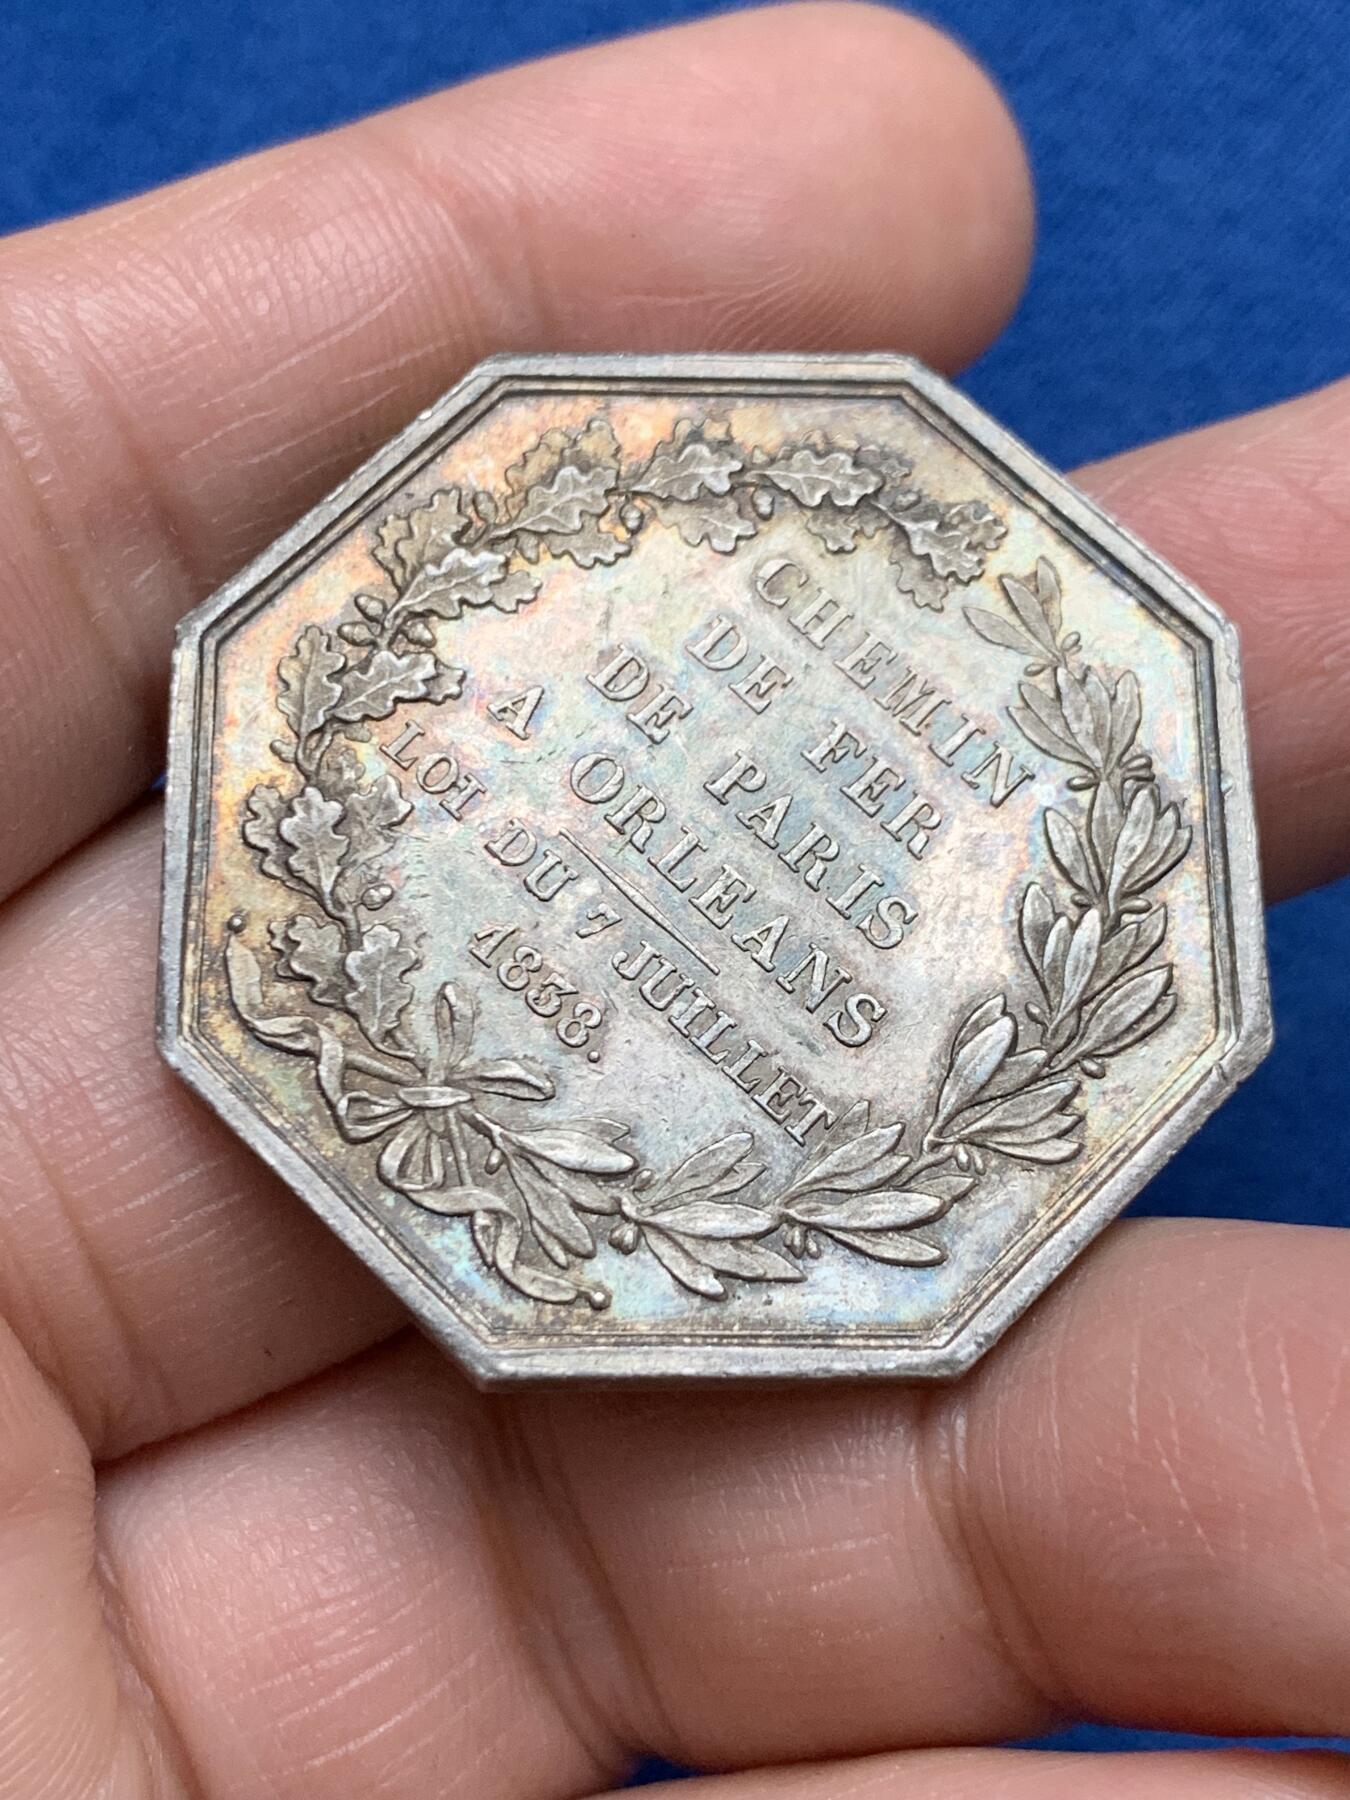 CHEMIN
DE FER
DE PARIS
A ORLEANS
LOI DU 7 JUILLET
1838.